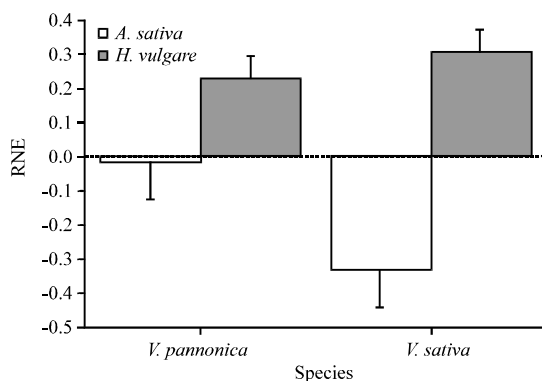 A. sativa
H. vulgare
0.4
0.3
0.2
0.1
0.0
-0.1
-0.2
-0.3
-0.4
-0.5
RNE
V. pannonica
V. sativa
Species